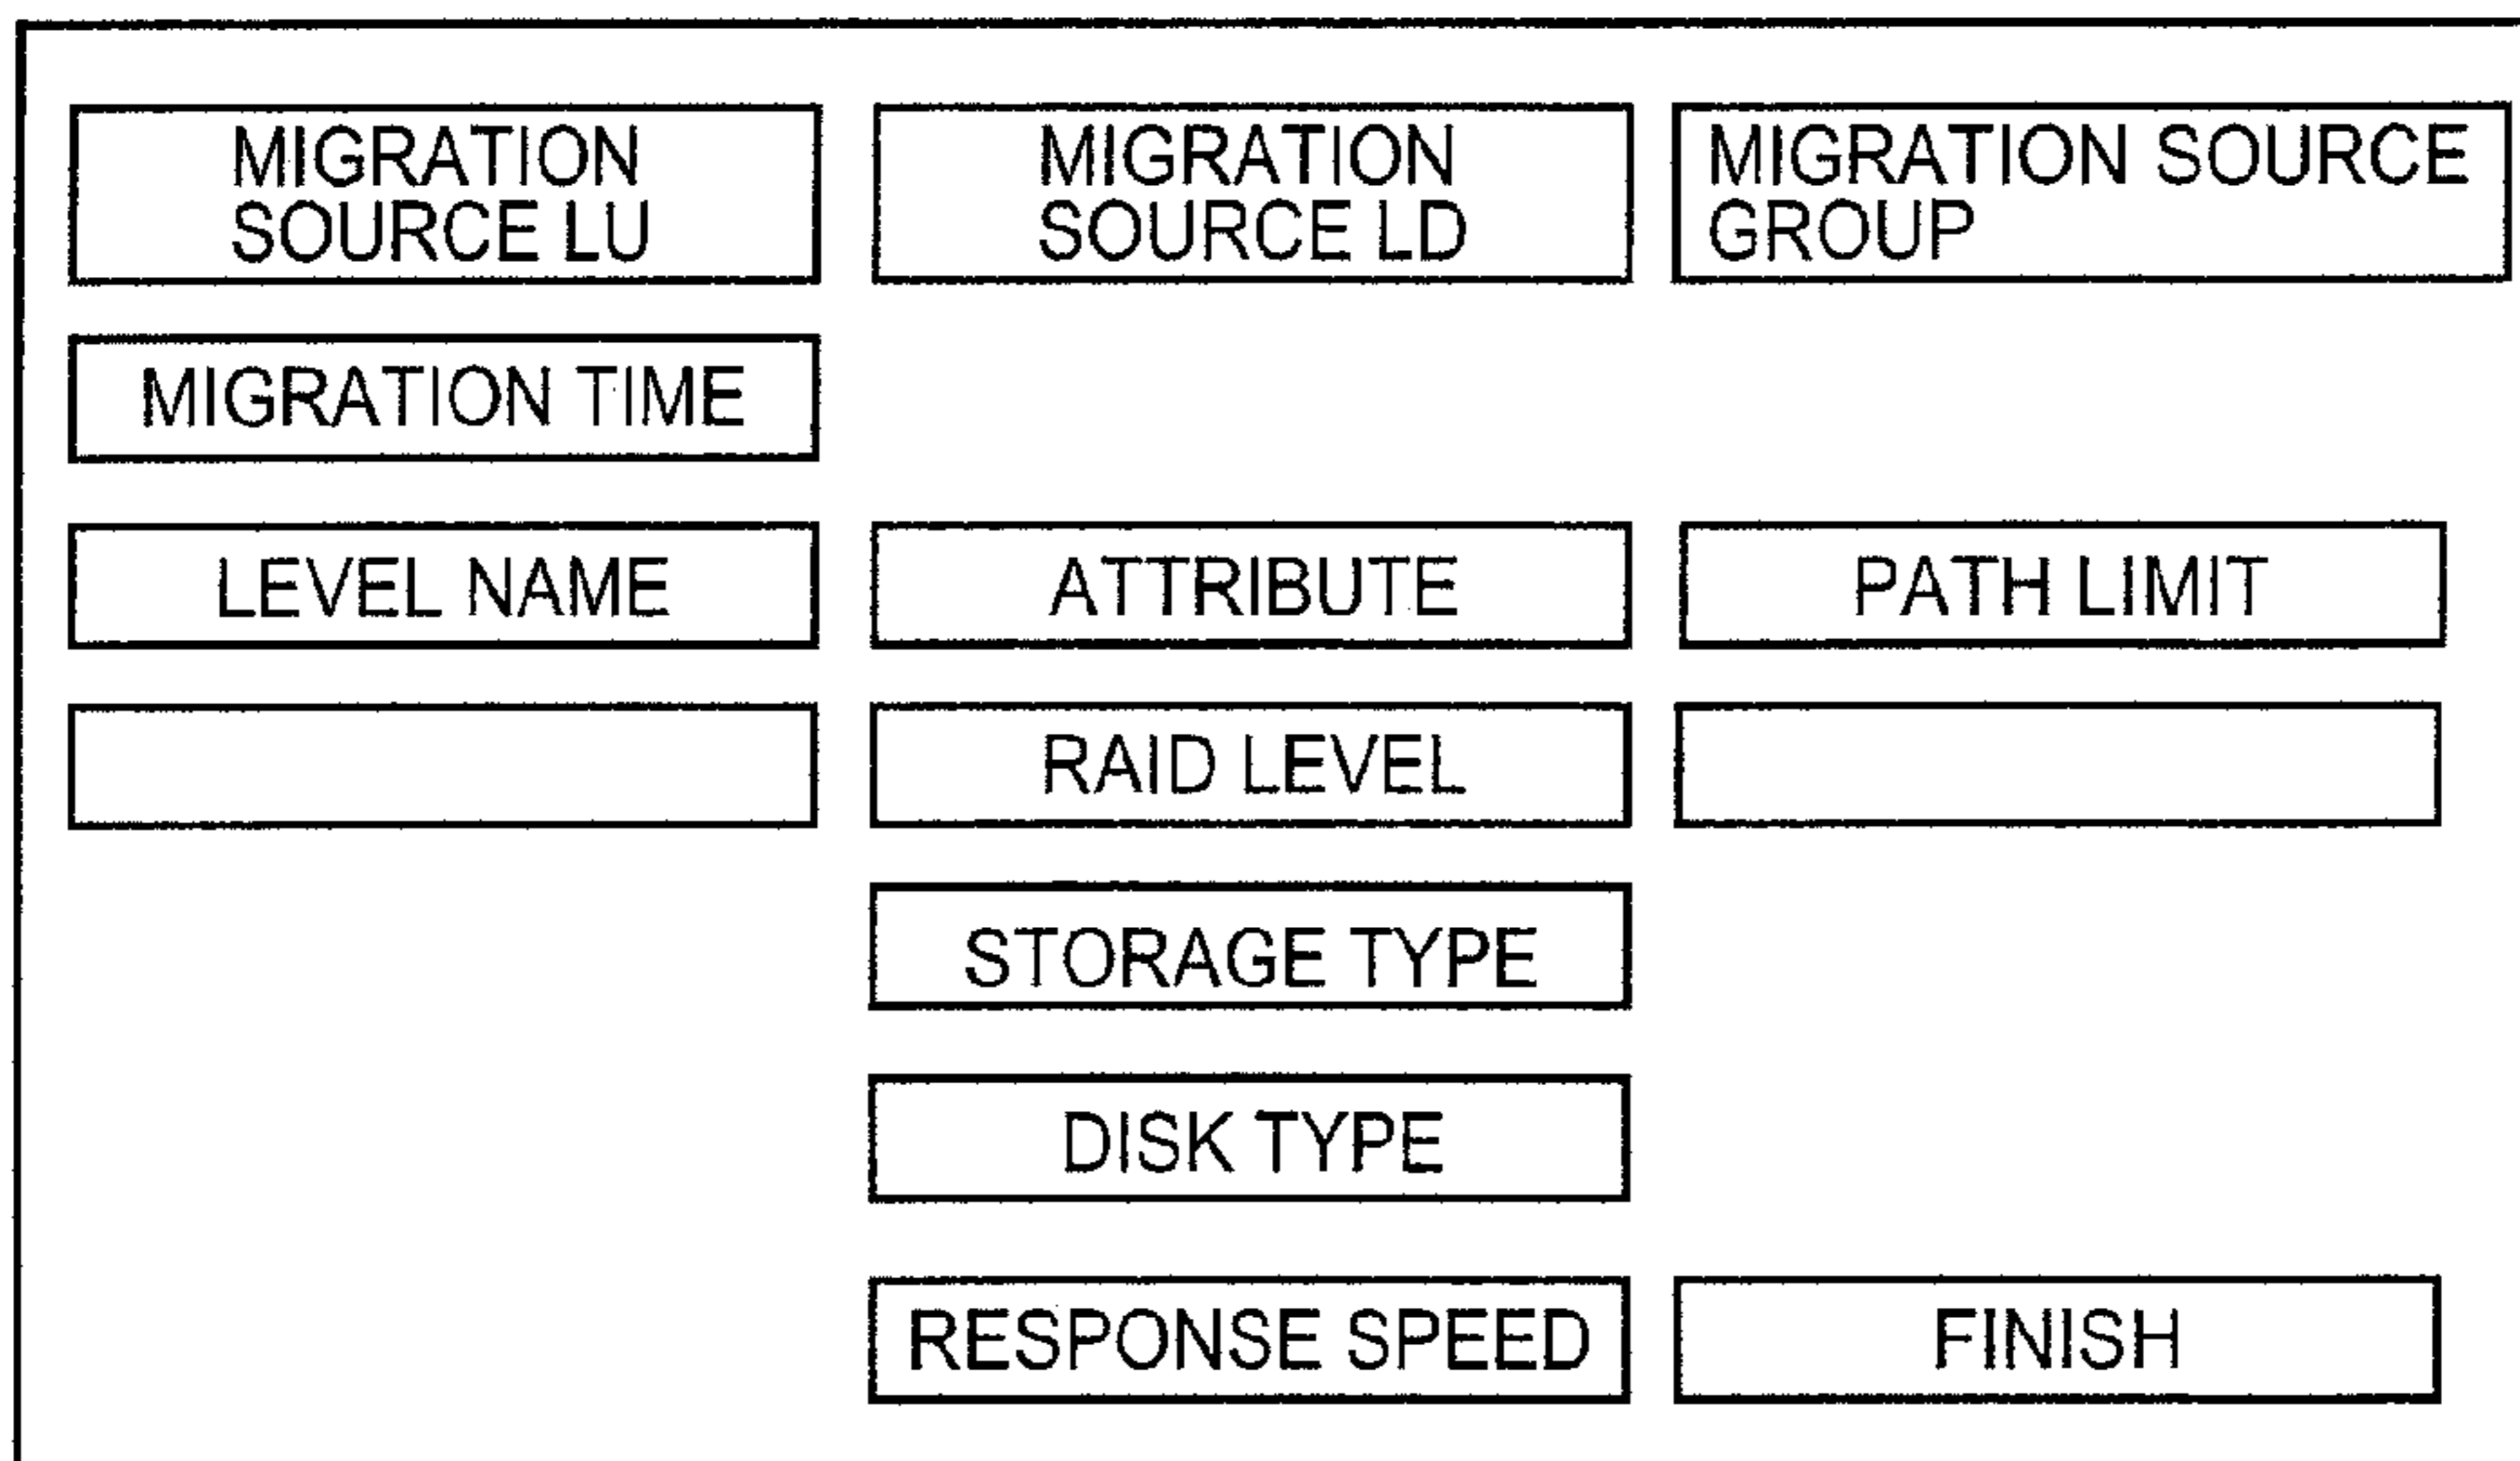 MIGRATION
SOURCE LU
MIGRATION
SOURCE LD
MIGRATION SOURCE
GROUP
MIGRATION TIME
LEVEL NAME
ATTRIBUTE
PATH LIMIT
RAID LEVEL
STORAGE TYPE
DISK TYPE
RESPONSE SPEED
FINISH